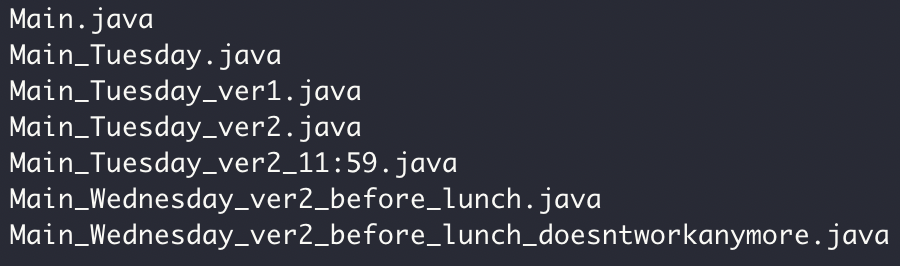 Main.java
Main_Tuesday.java
Main_Tuesday_ver1.java
Main_Tuesday_ver2.java
Main_Tuesday_ver2_11:59.java
Main_Wednesday_ver2_before_lunch.java
Main_Wednesday_ver2_before_lunch_doesntworkanymore.java